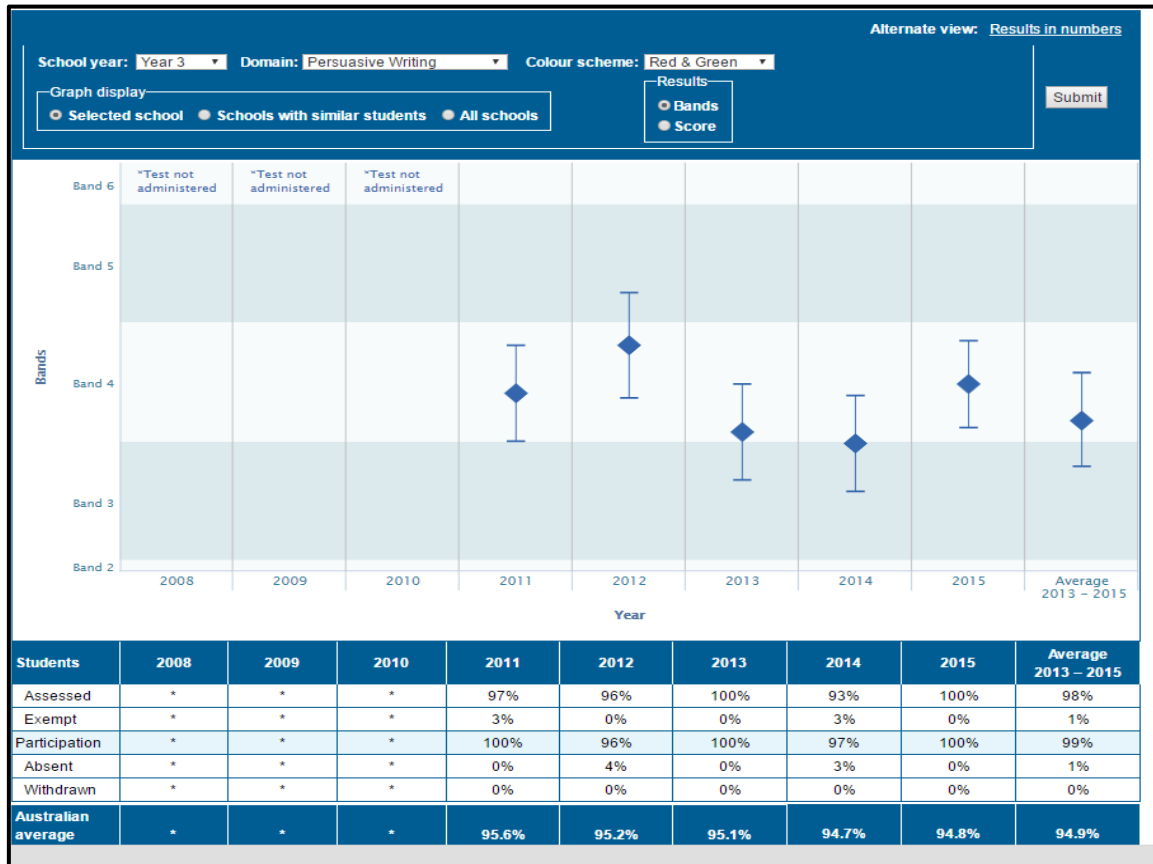 Alternate view: Results in numbers
School year: Year 3 Domain: Persuasive Writing Colour scheme: Red & Green
Graph display
Selected school Schools with similar students All schools
Results
Bands
Score
Submit
Band 6
*Test not administered
*Test not administered
*Test not administered
Band 5
Bands
Band 4
Band 3
Band 2
2008 2009 2010 2011 2012 2013 2014 2015 Average 2013 – 2015
Year
Students 2008 2009 2010 2011 2012 2013 2014 2015 Average 2013 – 2015
Assessed * * * 97% 96% 100% 93% 100% 98%
Exempt * * * 3% 0% 0% 3% 0% 1%
Participation * * * 100% 96% 100% 97% 100% 99%
Absent * * * 0% 4% 0% 3% 0% 1%
Withdrawn * * * 0% 0% 0% 0% 0% 0%
Australian average * * * 95.6% 95.2% 95.1% 94.7% 94.8% 94.9%